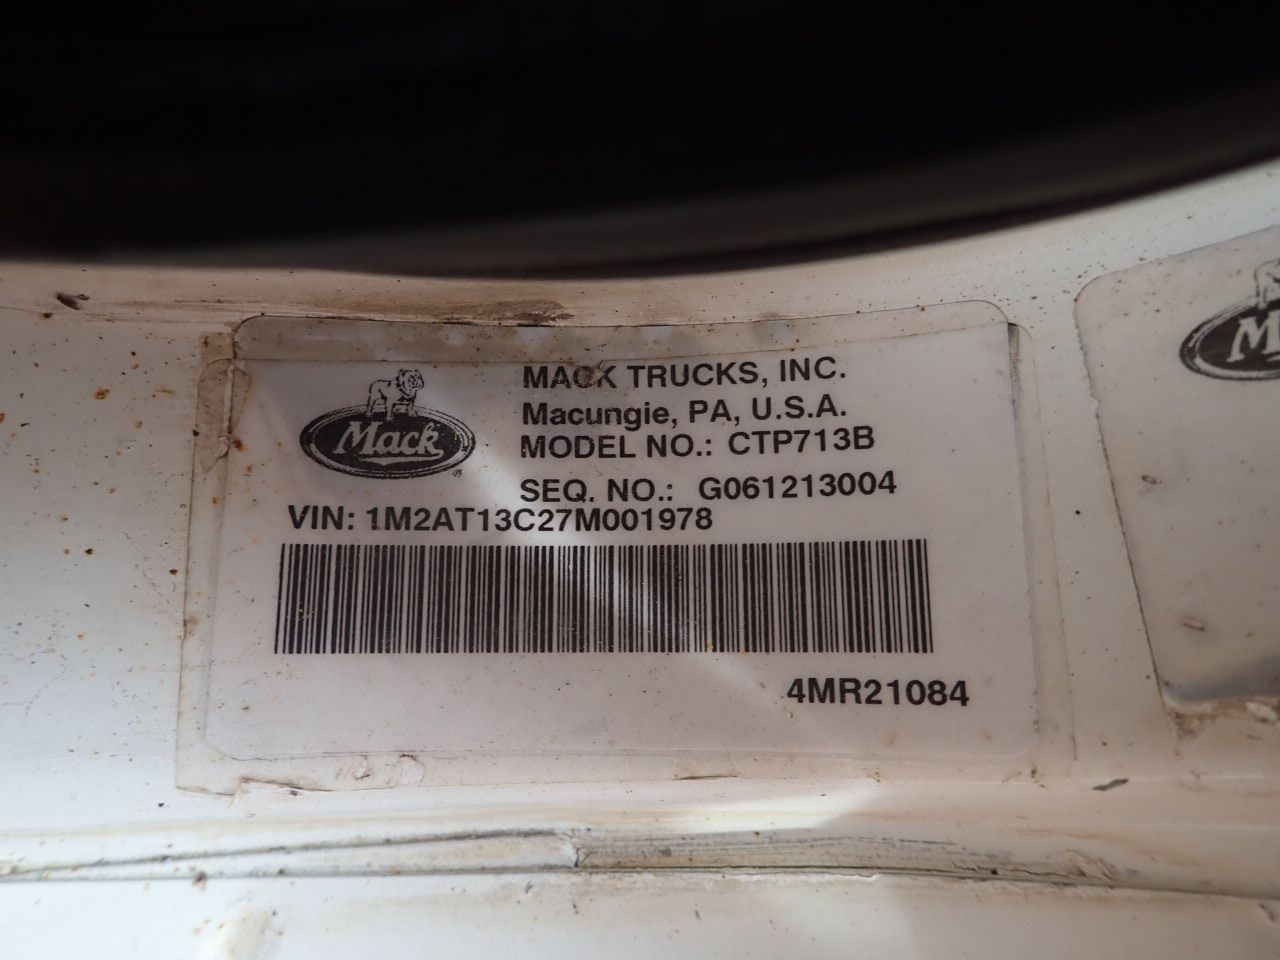 MACK TRUCKS, INC.
Macungie, PA, U.S.A.
Mack
MODEL NO.: CTP713B
SEQ. NO.: G061213004
VIN: 1M2AT13C27M001978
4MR21084
M